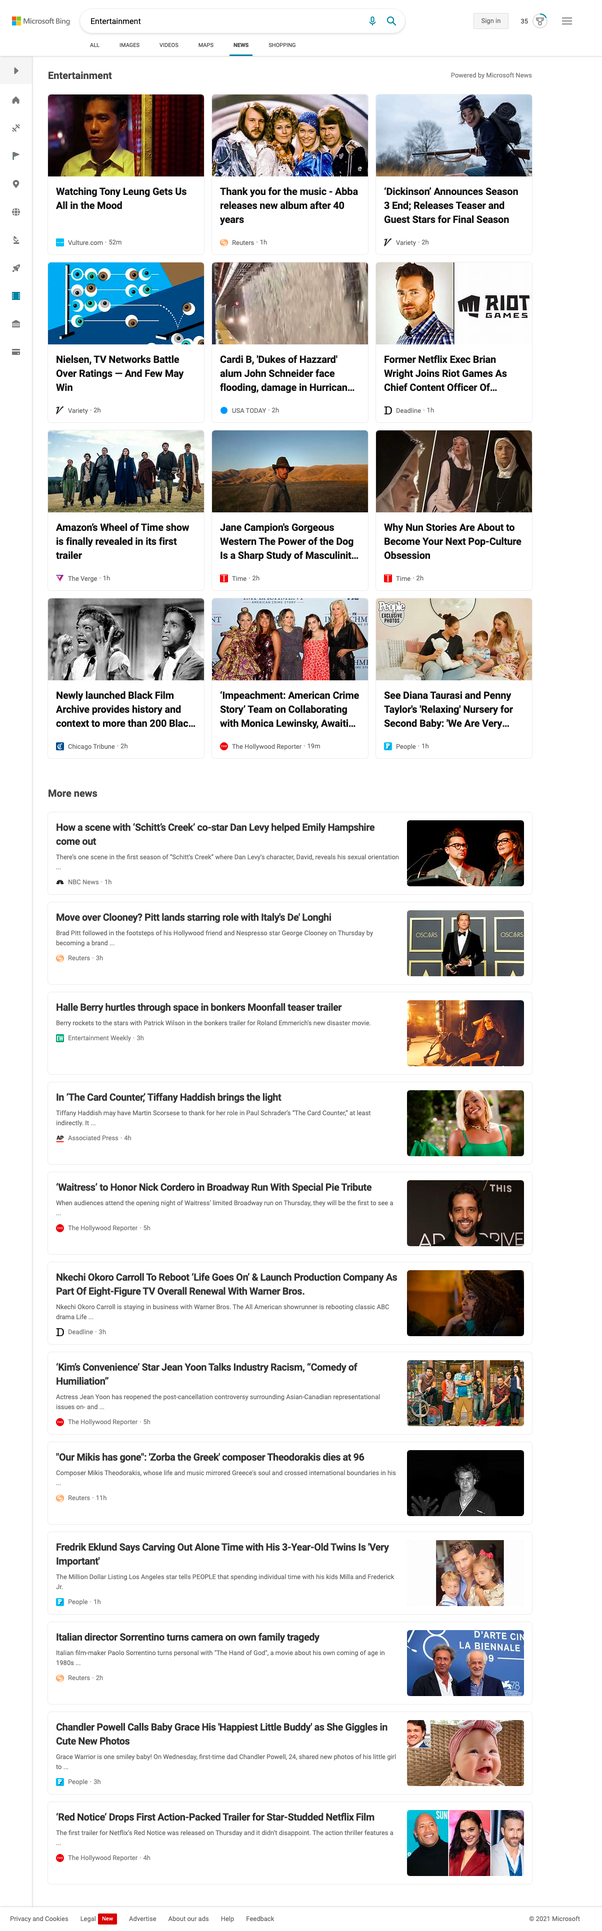 Microsoft Bing
Entertainment
Sign in
35
ALL
IMAGES
VIDEOS
MAPS
NEWS
SHOPPING
Entertainment
Powered by Microsoft News
Watching Tony Leung Gets Us
All in the Mood
Vulture.com · 52m
Thank you for the music - Abba
releases new album after 40
years
Reuters · 1h
‘Dickinson’ Announces Season
3 End; Releases Teaser and
Guest Stars for Final Season
Variety · 2h
Nielsen, TV Networks Battle
Over Ratings — And Few May
Win
Variety · 2h
Cardi B, 'Dukes of Hazzard'
alum John Schneider face
flooding, damage in Hurrican...
USA TODAY · 2h
RIOT
GAMES
Former Netflix Exec Brian
Wright Joins Riot Games As
Chief Content Officer Of...
Deadline · 1h
Amazon's Wheel of Time show
is finally revealed in its first
trailer
The Verge · 1h
Jane Campion's Gorgeous
Western The Power of the Dog
Is a Sharp Study of Masculinit...
Time · 2h
Why Nun Stories Are About to
Become Your Next Pop-Culture
Obsession
Time · 2h
Newly launched Black Film
Archive provides history and
context to more than 200 Blac...
Chicago Tribune · 2h
AMERICAN CRIME STORY
‘Impeachment: American Crime
Story’ Team on Collaborating
with Monica Lewinsky, Awaiti...
The Hollywood Reporter · 19m
People
EXCLUSIVE
PHOTOS
See Diana Taurasi and Penny
Taylor's 'Relaxing' Nursery for
Second Baby: 'We Are Very...
People · 1h
More news
How a scene with ‘Schitt’s Creek’ co-star Dan Levy helped Emily Hampshire
come out
There's one scene in the first season of “Schitt's Creek” where Dan Levy's character, David, reveals his sexual orientation
...
NBC News · 1h
Move over Clooney? Pitt lands starring role with Italy's De' Longhi
Brad Pitt followed in the footsteps of his Hollywood friend and Nespresso star George Clooney on Thursday by
becoming a brand ...
Reuters · 3h
OSCARS
OSCARS
Halle Berry hurtles through space in bonkers Moonfall teaser trailer
Berry rockets to the stars with Patrick Wilson in the bonkers trailer for Roland Emmerich's new disaster movie.
EW
Entertainment Weekly · 3h
In ‘The Card Counter,’ Tiffany Haddish brings the light
Tiffany Haddish may have Martin Scorsese to thank for her role in Paul Schrader's “The Card Counter,” at least
indirectly. It ...
AP
Associated Press · 4h
‘Waitress’ to Honor Nick Cordero in Broadway Run With Special Pie Tribute
When audiences attend the opening night of Waitress' limited Broadway run on Thursday, they will be the first to see a
...
The Hollywood Reporter · 5h
THIS
Nkechi Okoro Carroll To Reboot ‘Life Goes On’ & Launch Production Company As
Part Of Eight-Figure TV Overall Renewal With Warner Bros.
Nkechi Okoro Carroll is staying in business with Warner Bros. The All American showrunner is rebooting classic ABC
drama Life ...
Deadline · 3h
‘Kim's Convenience’ Star Jean Yoon Talks Industry Racism, “Comedy of
Humiliation”
Actress Jean Yoon has reopened the post-cancellation controversy surrounding Asian-Canadian representational
issues on- and ...
The Hollywood Reporter · 5h
"Our Mikis has gone": 'Zorba the Greek' composer Theodorakis dies at 96
Composer Mikis Theodorakis, whose life and music mirrored Greece's soul and crossed international boundaries in his
...
Reuters · 11h
Fredrik Eklund Says Carving Out Alone Time with His 3-Year-Old Twins Is 'Very
Important'
The Million Dollar Listing Los Angeles star tells PEOPLE that spending individual time with his kids Milla and Frederick
Jr.
People · 1h
Italian director Sorrentino turns camera on own family tragedy
Italian film-maker Paolo Sorrentino turns personal with "The Hand of God", a movie about his own coming of age in
1980s ...
Reuters · 2h
D'ARTE CIN
LA BIENNALE
Chandler Powell Calls Baby Grace His 'Happiest Little Buddy' as She Giggles in
Cute New Photos
Grace Warrior is one smiley baby! On Wednesday, first-time dad Chandler Powell, 24, shared new photos of his little girl
to ...
People · 3h
‘Red Notice’ Drops First Action-Packed Trailer for Star-Studded Netflix Film
The first trailer for Netflix's Red Notice was released on Thursday and it didn't disappoint. The action thriller features a
...
The Hollywood Reporter · 4h
SUN
Privacy and Cookies
Legal
New
Advertise
About our ads
Help
Feedback
© 2021 Microsoft